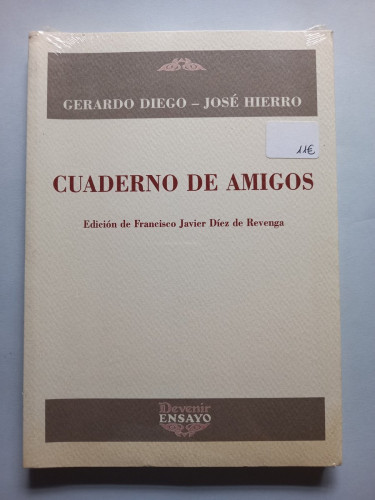 GERARDO DIEGO – JOSÉ HIERRO
11€
CUADERNO DE AMIGOS
Edición de Francisco Javier Díez de Revenga
Devenir
ENSAYO